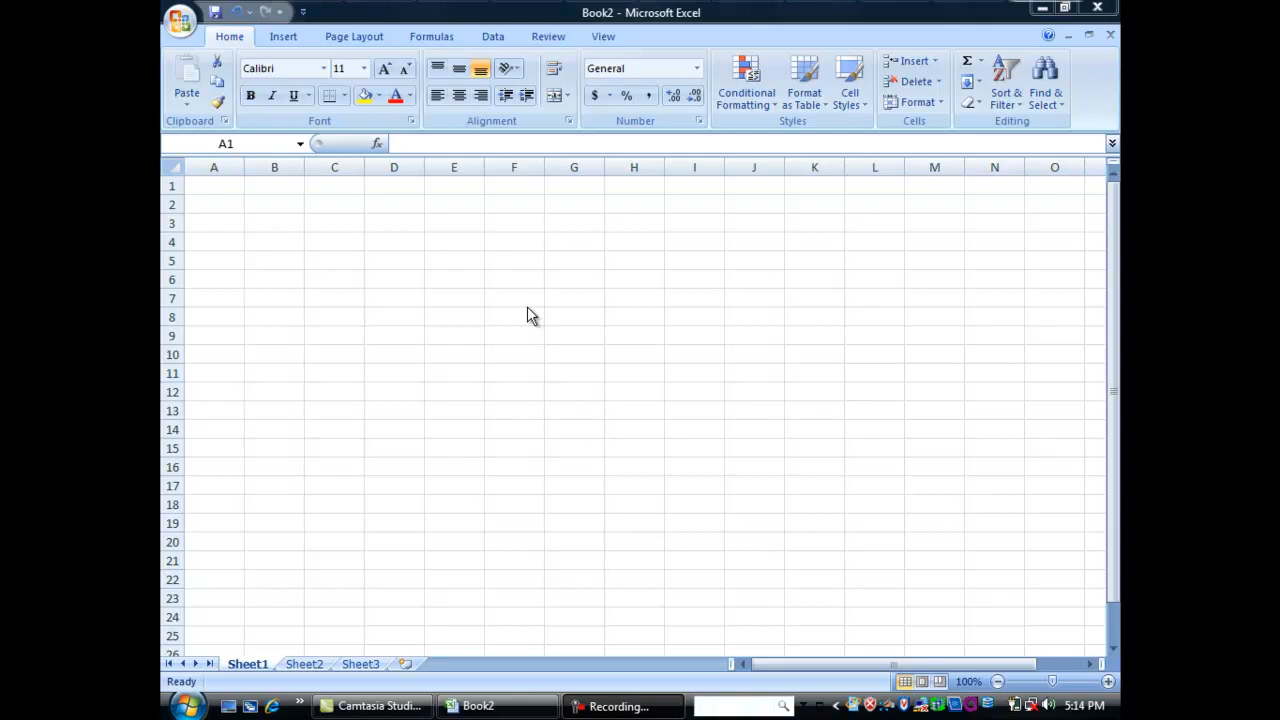 Book2 - Microsoft Excel
Home Insert Page Layout Formulas Data Review View
Calibri 11 General Insert
Delete
Format
Paste B I U A $ % , Conditional Formatting Format as Table Cell Styles Σ Sort & Filter Find & Select
Clipboard Font Alignment Number Styles Cells Editing
A1 fx
A B C D E F G H I J K L M N O
1
2
3
4
5
6
7
8
9
10
11
12
13
14
15
16
17
18
19
20
21
22
23
24
25
26
Sheet1 Sheet2 Sheet3
Ready 100%
Camtasia Studi... Book2 Recording... 5:14 PM